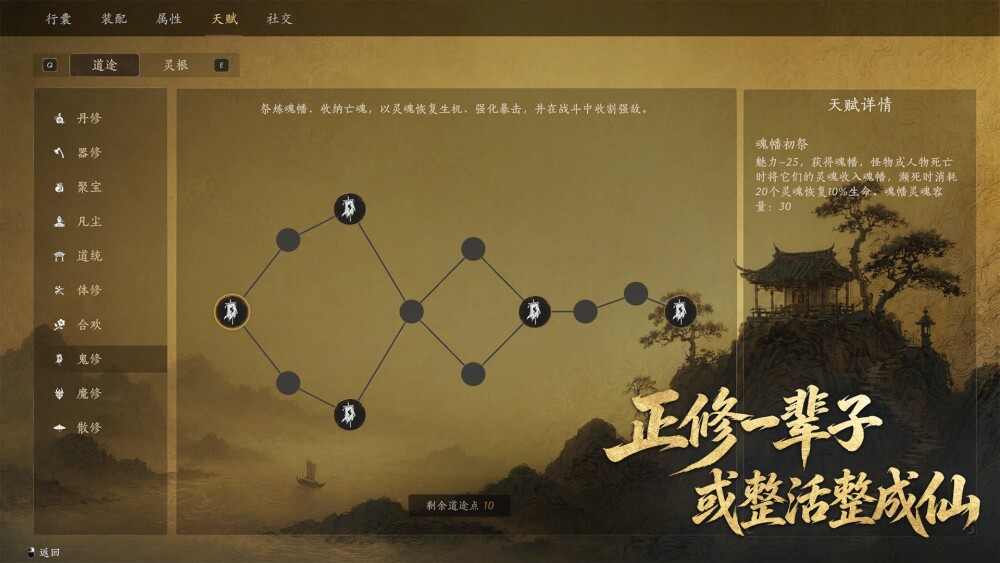 行囊 装配 属性 天赋 社交
Q 道途 灵根 E
丹修
器修
聚宝
凡尘
道统
体修
合欢
鬼修
魔修
散修
祭炼魂幡、收纳亡魂，以灵魂恢复生机、强化暴击，并在战斗中收割强敌。
剩余道途点 10
天赋详情
魂幡初祭
魅力-25，获得魂幡，怪物或人物死亡
时将它们的灵魂收入魂幡，濒死时消耗
20个灵魂恢复10%生命。魂幡灵魂容
量：30
正修一辈子
或整活整成仙
返回